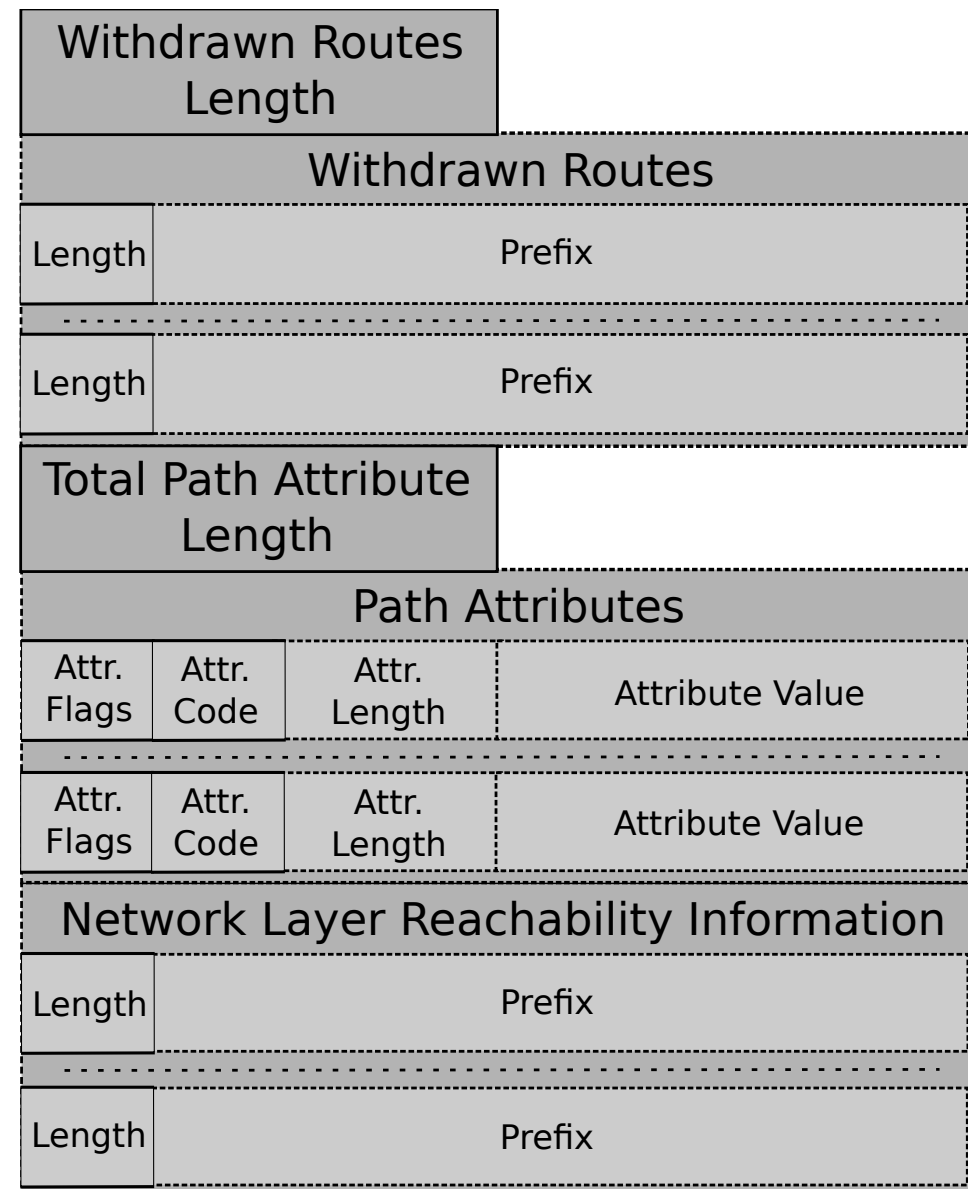 Withdrawn Routes
Length
Withdrawn Routes
Length Prefix
Length Prefix
Total Path Attribute
Length
Path Attributes
Attr.
Flags
Attr.
Code
Attr.
Length
Attribute Value
Attr.
Flags
Attr.
Code
Attr.
Length
Attribute Value
Network Layer Reachability Information
Length Prefix
Length Prefix